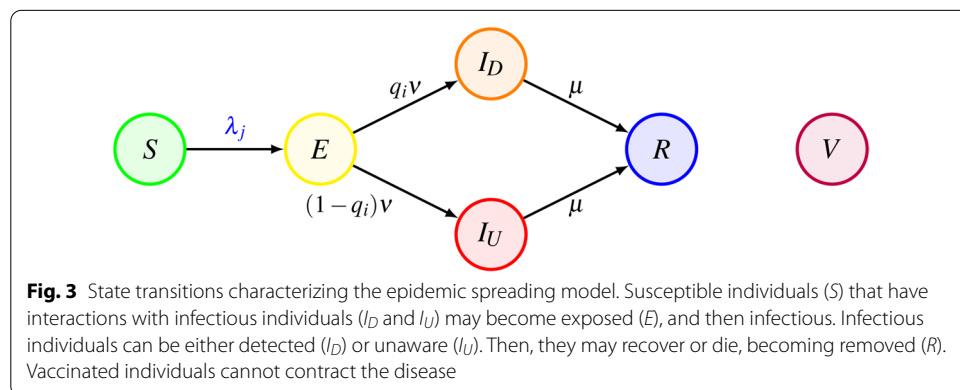 I_D
q_iν
μ
λ_j
S
E
R
V
(1−q_i)ν
μ
I_U
Fig. 3 State transitions characterizing the epidemic spreading model. Susceptible individuals (S) that have
interactions with infectious individuals (I_D and I_U) may become exposed (E), and then infectious. Infectious
individuals can be either detected (I_D) or unaware (I_U). Then, they may recover or die, becoming removed (R).
Vaccinated individuals cannot contract the disease